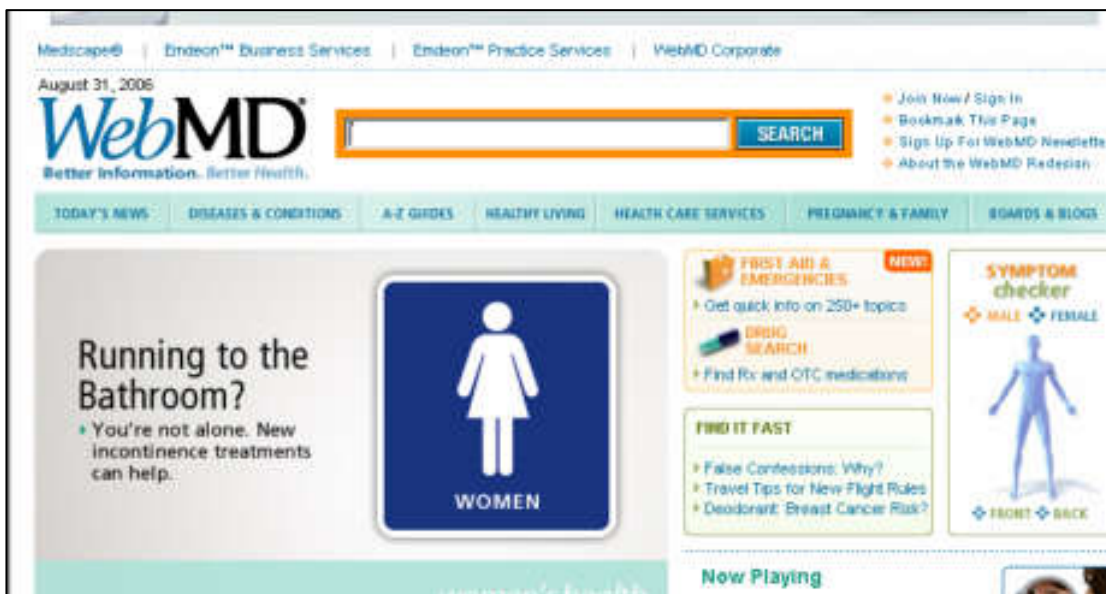 Medscape® | Emdeon™ Business Services | Emdeon™ Practice Services | WebMD Corporate
August 31, 2006
WebMD
Better Information. Better Health.
SEARCH
Join Now / Sign In
Bookmark This Page
Sign Up For WebMD Newslette
About the WebMD Redesign
TODAY'S NEWS DISEASES & CONDITIONS A-Z GUIDES HEALTHY LIVING HEALTH CARE SERVICES PREGNANCY & FAMILY BOARDS & BLOGS
Running to the
Bathroom?
You're not alone. New
incontinence treatments
can help.
WOMEN
FIRST AID &
EMERGENCIES
NEW!
Get quick info on 250+ topics
DRUG
SEARCH
Find Rx and OTC medications
FIND IT FAST
False Confessions: Why?
Travel Tips for New Flight Rules
Deodorant: Breast Cancer Risk?
SYMPTOM
checker
MALE FEMALE
FRONT BACK
Now Playing